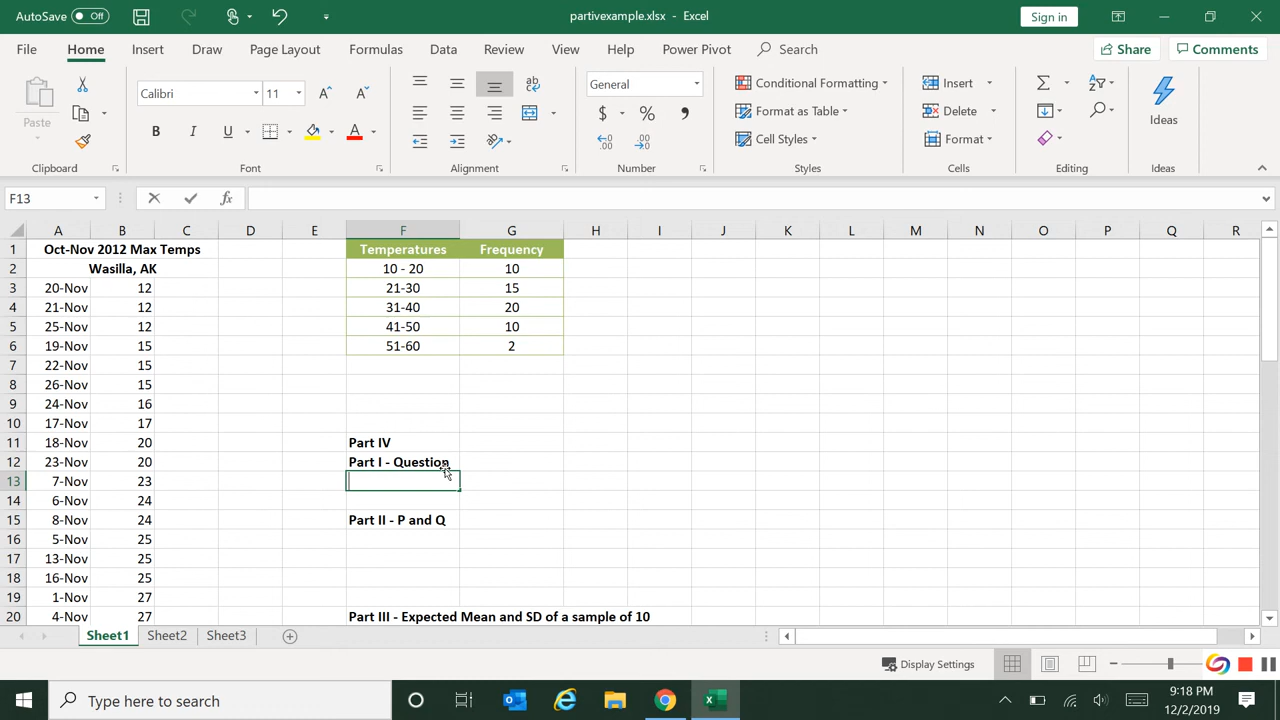 AutoSave Off partivexample.xlsx - Excel Sign in
File Home Insert Draw Page Layout Formulas Data Review View Help Power Pivot Search Share Comments
Paste Calibri 11 A A General Conditional Formatting Insert
B I U A $ % Format as Table Delete
Cell Styles Format Ideas
Clipboard Font Alignment Number Styles Cells Editing Ideas
F13 fx
A B C D E F G H I J K L M N O P Q R
1 Oct-Nov 2012 Max Temps Temperatures Frequency
2 Wasilla, AK 10 - 20 10
3 20-Nov 12 21-30 15
4 21-Nov 12 31-40 20
5 25-Nov 12 41-50 10
6 19-Nov 15 51-60 2
7 22-Nov 15
8 26-Nov 15
9 24-Nov 16
10 17-Nov 17
11 18-Nov 20 Part IV
12 23-Nov 20 Part I - Question
13 7-Nov 23
14 6-Nov 24
15 8-Nov 24 Part II - P and Q
16 5-Nov 25
17 13-Nov 25
18 16-Nov 25
19 1-Nov 27
20 4-Nov 27 Part III - Expected Mean and SD of a sample of 10
Sheet1 Sheet2 Sheet3
Display Settings
Type here to search 9:18 PM
12/2/2019